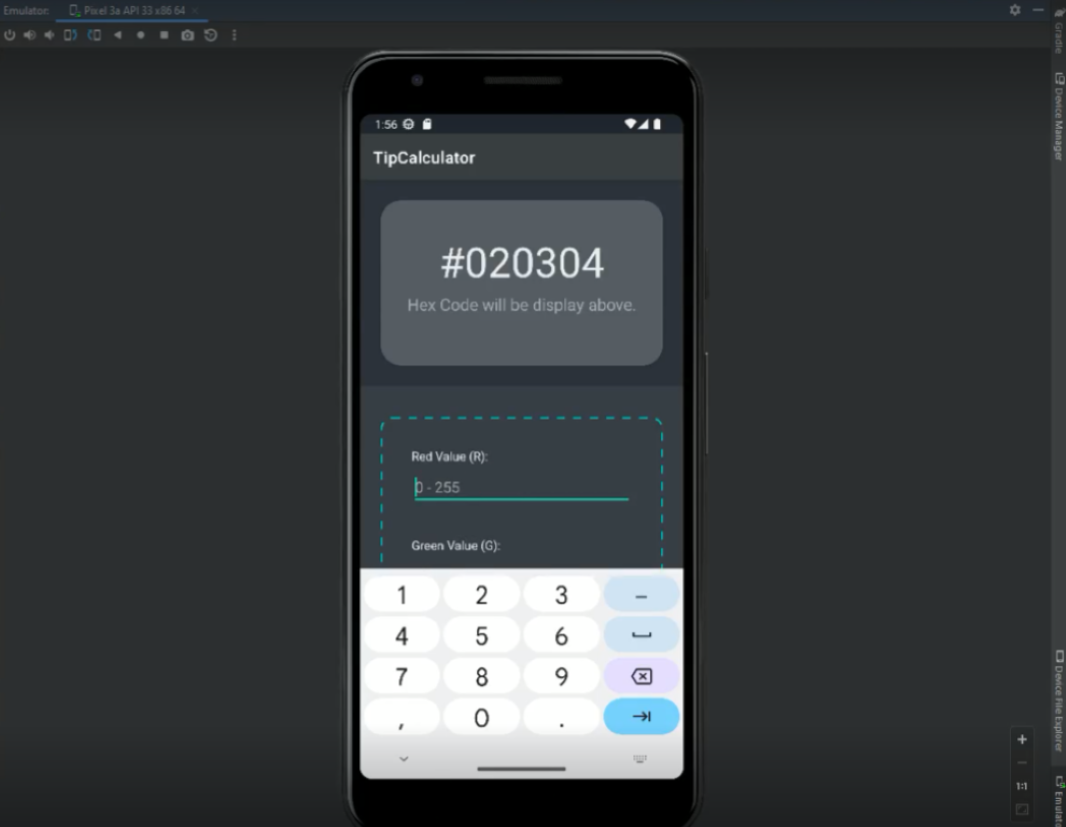 Emulator: Pixel 3a API 33 x86 64
Gradle
Device Manager
1:56
TipCalculator
#020304
Hex Code will be display above.
Red Value (R):
0 - 255
Green Value (G):
1 2 3 –
4 5 6
7 8 9
, 0 .
Device File Explorer
1:1
Emulato